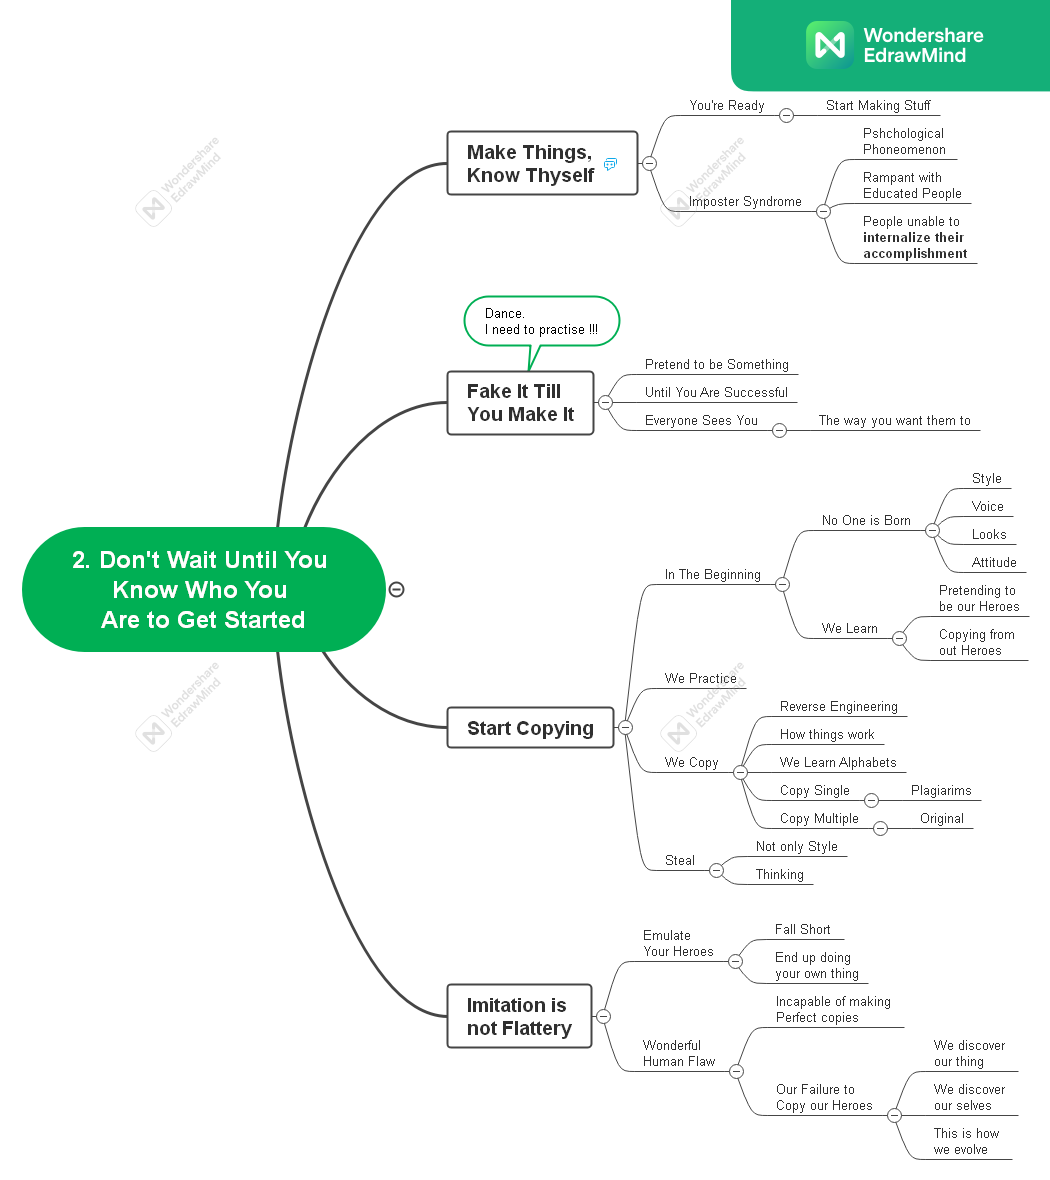 Wondershare
EdrawMind
You're Ready
Start Making Stuff
Make Things,
Know Thyself
Pshchological
Phoneomenon
Imposter Syndrome
Rampant with
Educated People
People unable to
internalize their
accomplishment
Dance.
I need to practise !!!
Fake It Till
You Make It
Pretend to be Something
Until You Are Successful
Everyone Sees You
The way you want them to
2. Don't Wait Until You
Know Who You
Are to Get Started
Start Copying
In The Beginning
No One is Born
Style
Voice
Looks
Attitude
We Learn
Pretending to
be our Heroes
Copying from
out Heroes
We Practice
We Copy
Reverse Engineering
How things work
We Learn Alphabets
Copy Single
Plagiarims
Copy Multiple
Original
Steal
Not only Style
Thinking
Imitation is
not Flattery
Emulate
Your Heroes
Fall Short
End up doing
your own thing
Wonderful
Human Flaw
Incapable of making
Perfect copies
Our Failure to
Copy our Heroes
We discover
our thing
We discover
our selves
This is how
we evolve
Wondershare
EdrawMind
Wondershare
EdrawMind
Wondershare
EdrawMind
Wondershare
EdrawMind